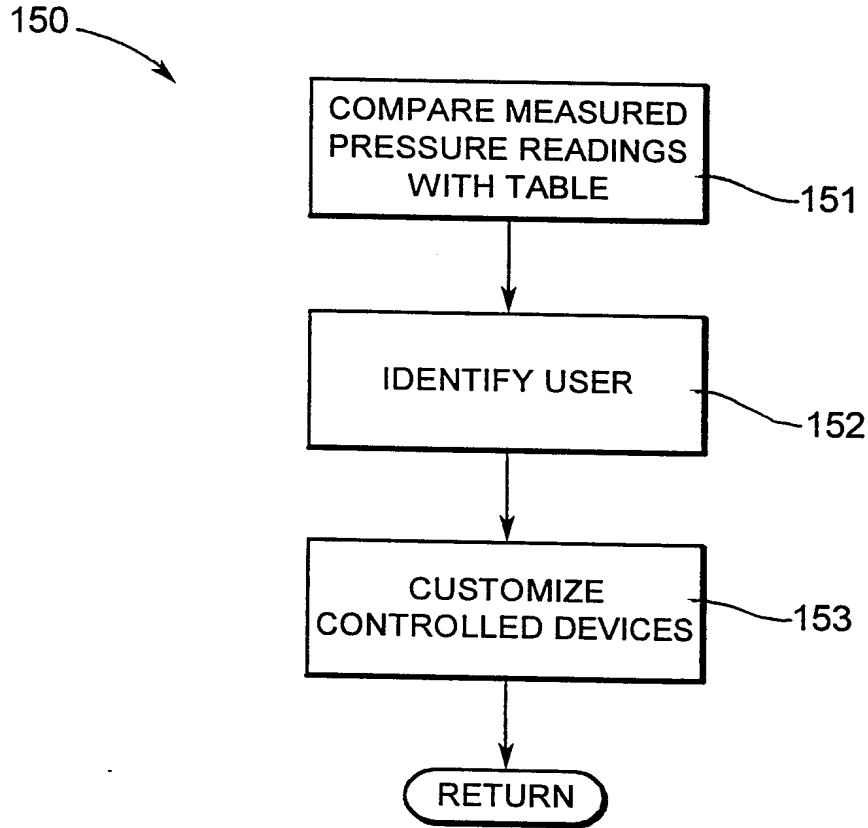 150
COMPARE MEASURED
PRESSURE READINGS
WITH TABLE
151
IDENTIFY USER
152
CUSTOMIZE
CONTROLLED DEVICES
153
RETURN